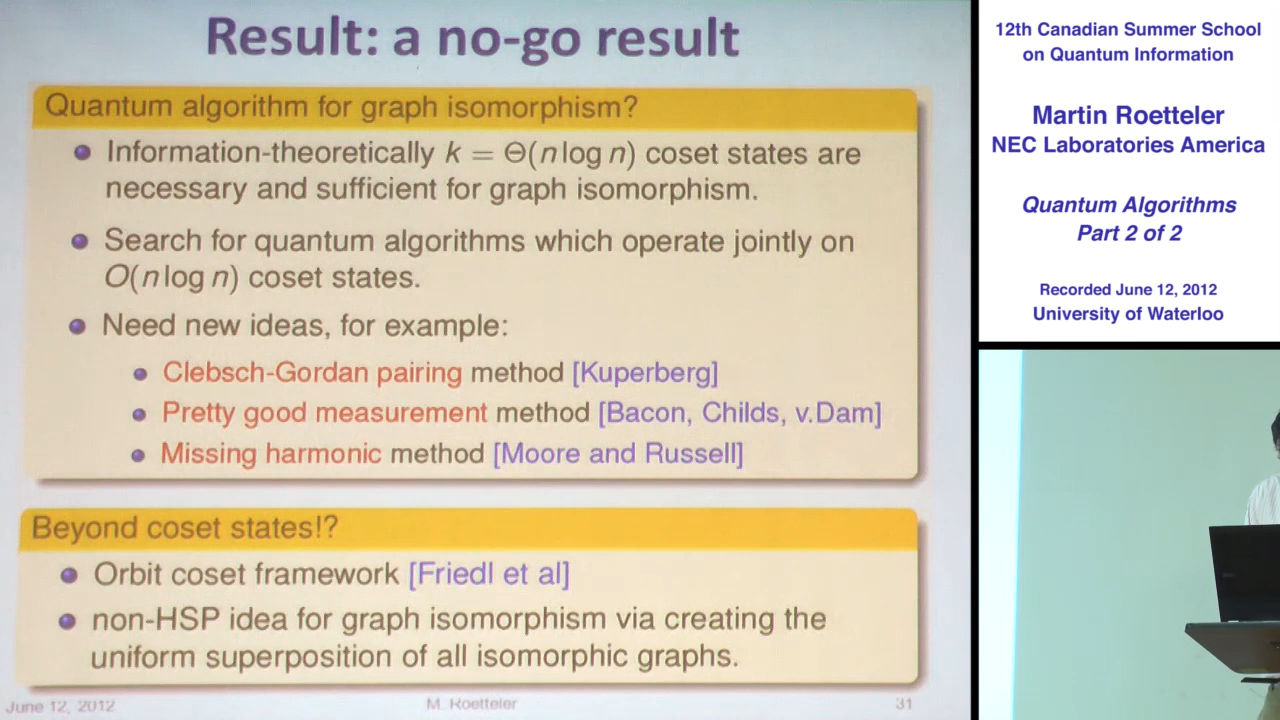 Result: a no-go result
Quantum algorithm for graph isomorphism?
Information-theoretically k = Θ(n log n) coset states are
necessary and sufficient for graph isomorphism.
Search for quantum algorithms which operate jointly on
O(n log n) coset states.
Need new ideas, for example:
Clebsch-Gordan pairing method [Kuperberg]
Pretty good measurement method [Bacon, Childs, v.Dam]
Missing harmonic method [Moore and Russell]
Beyond coset states!?
Orbit coset framework [Friedl et al]
non-HSP idea for graph isomorphism via creating the
uniform superposition of all isomorphic graphs.
June 12, 2012
M. Roetteler
31
12th Canadian Summer School
on Quantum Information
Martin Roetteler
NEC Laboratories America
Quantum Algorithms
Part 2 of 2
Recorded June 12, 2012
University of Waterloo